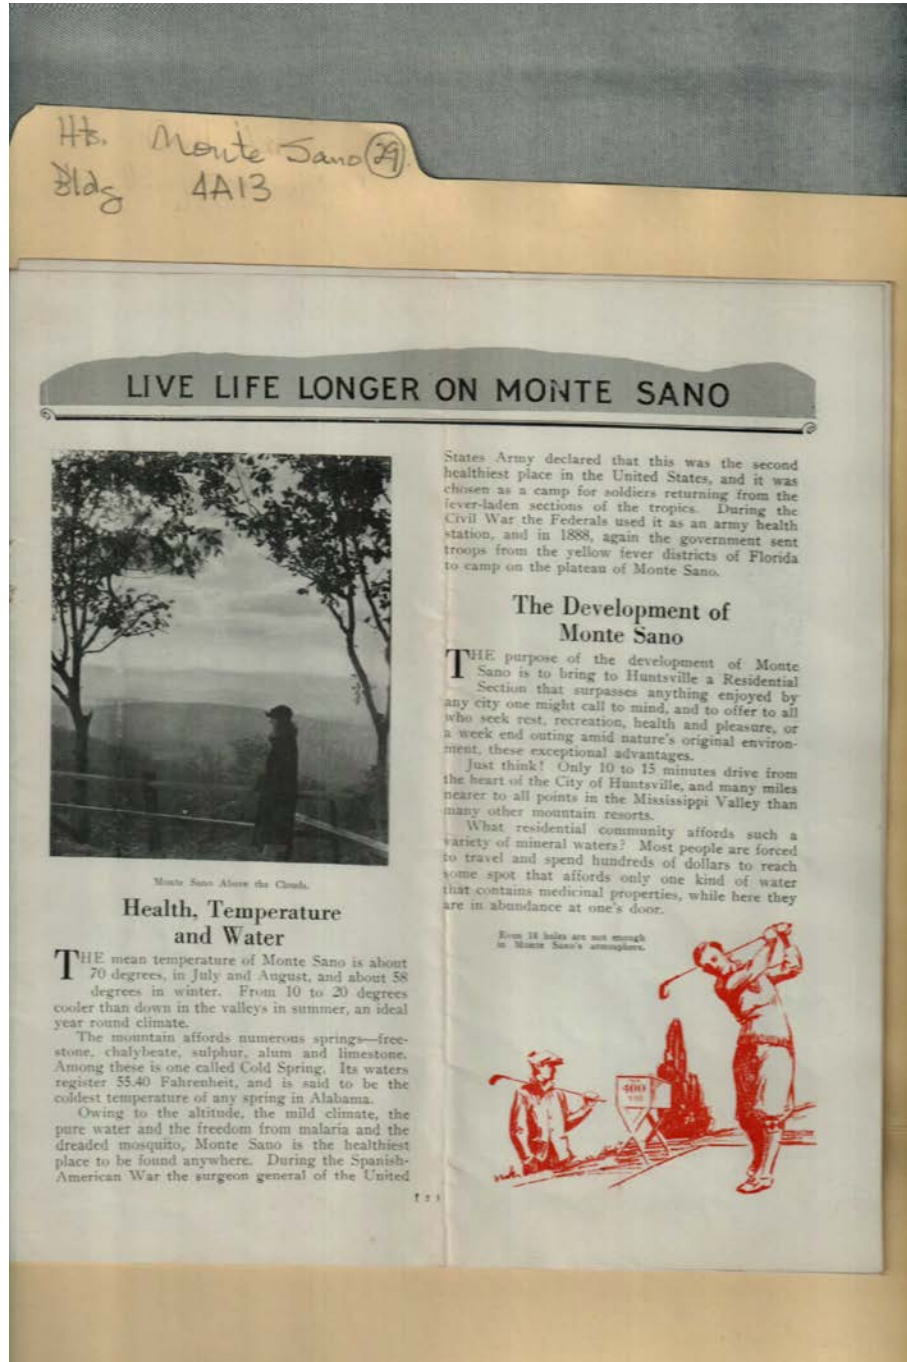 Hts. Monte Sano 29
Bldg 4A13
LIVE LIFE LONGER ON MONTE SANO
Monte Sano Above the Clouds.
Health, Temperature
and Water
THE mean temperature of Monte Sano is about
70 degrees, in July and August, and about 58
degrees in winter. From 10 to 20 degrees
cooler than down in the valleys in summer, an ideal
year round climate.
The mountain affords numerous springs—free-
stone, chalybeate, sulphur, alum and limestone.
Among these is one called Cold Spring. Its waters
register 55.40 Fahrenheit, and is said to be the
coldest temperature of any spring in Alabama.
Owing to the altitude, the mild climate, the
pure water and the freedom from malaria and the
dreaded mosquito, Monte Sano is the healthiest
place to be found anywhere. During the Spanish-
American War the surgeon general of the United
States Army declared that this was the second
healthiest place in the United States, and it was
chosen as a camp for soldiers returning from the
fever-laden sections of the tropics. During the
Civil War the Federals used it as an army health
station, and in 1888, again the government sent
troops from the yellow fever districts of Florida
to camp on the plateau of Monte Sano.
The Development of
Monte Sano
THE purpose of the development of Monte
Sano is to bring to Huntsville a Residential
Section that surpasses anything enjoyed by
any city one might call to mind, and to offer to all
who seek rest, recreation, health and pleasure, or
a week end outing amid nature's original environ-
ment, these exceptional advantages.
Just think! Only 10 to 15 minutes drive from
the heart of the City of Huntsville, and many miles
nearer to all points in the Mississippi Valley than
many other mountain resorts.
What residential community affords such a
variety of mineral waters? Most people are forced
to travel and spend hundreds of dollars to reach
some spot that affords only one kind of water
that contains medicinal properties, while here they
are in abundance at one's door.
Even 18 holes are not enough
in Monte Sano's atmosphere.
400